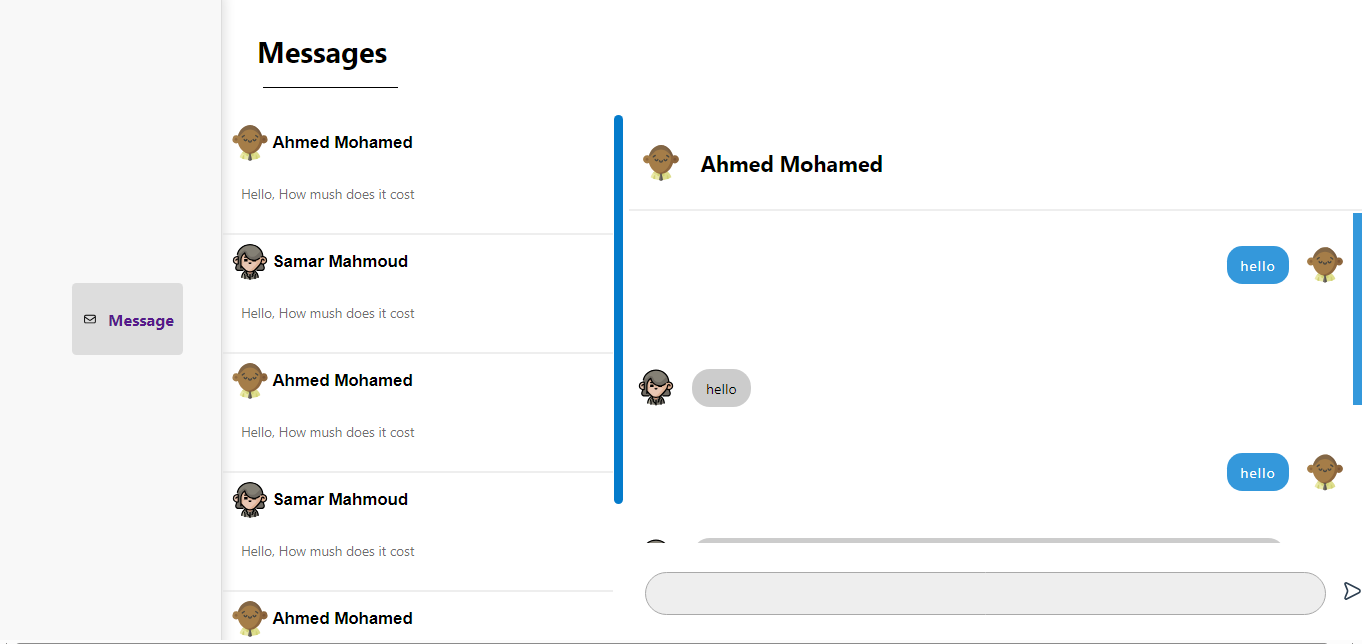 Messages
Message
Ahmed Mohamed
Hello, How mush does it cost
Samar Mahmoud
Hello, How mush does it cost
Ahmed Mohamed
Hello, How mush does it cost
Samar Mahmoud
Hello, How mush does it cost
Ahmed Mohamed
Ahmed Mohamed
hello
hello
hello